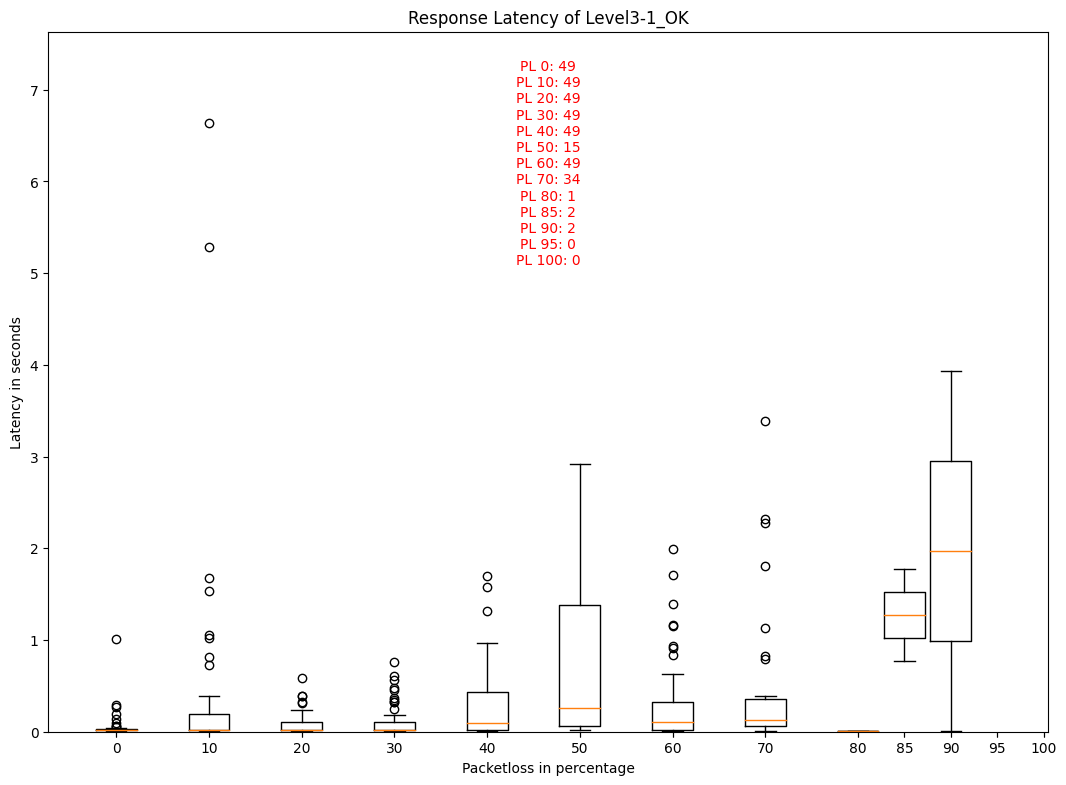 Response Latency of Level3-1_OK
PL 0: 49
PL 10: 49
PL 20: 49
PL 30: 49
PL 40: 49
PL 50: 15
PL 60: 49
PL 70: 34
PL 80: 1
PL 85: 2
PL 90: 2
PL 95: 0
PL 100: 0
Latency in seconds
7
6
5
4
3
2
1
0
0 10 20 30 40 50 60 70 80 85 90 95 100
Packetloss in percentage